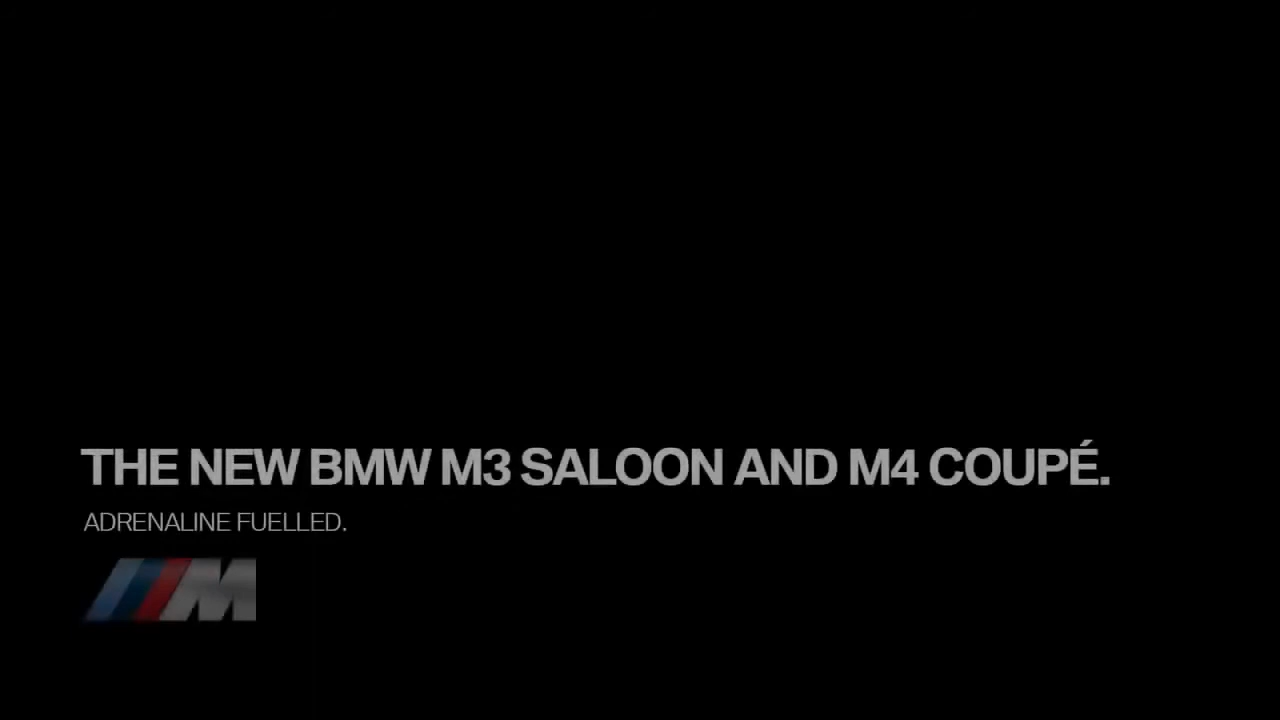 THE NEW BMW M3 SALOON AND M4 COUPÉ.
ADRENALINE FUELLED.
M